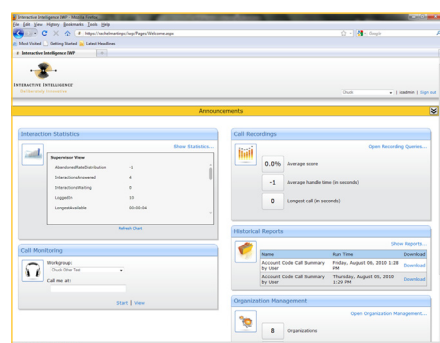 Interactive Intelligence IWP - Mozilla Firefox
File Edit View History Bookmarks Tools Help
https://rachelmartinpc/iwp/Pages/Welcome.aspx
Google
Most Visited Getting Started Latest Headlines
Interactive Intelligence IWP
INTERACTIVE INTELLIGENCE
Deliberately Innovative
Chuck | ioadmin | Sign out
Announcements
Interaction Statistics
Show Statistics...
Supervisor View
AbandonedRateDistribution -1
InteractionsAnswered 4
InteractionsWaiting 0
LoggedIn 10
LongestAvailable 00:00:04
Refresh Chart
Call Monitoring
Workgroup:
Chuck Other Test
Call me at:
Start | View
Call Recordings
Open Recording Queries...
0.0% Average score
-1 Average handle time (in seconds)
0 Longest call (in seconds)
Historical Reports
Show Reports...
Name Run Time Download
Account Code Call Summary by User Friday, August 06, 2010 1:28 PM Download
Account Code Call Summary by User Thursday, August 05, 2010 1:29 PM Download
Organization Management
Open Organization Management...
8 Organizations